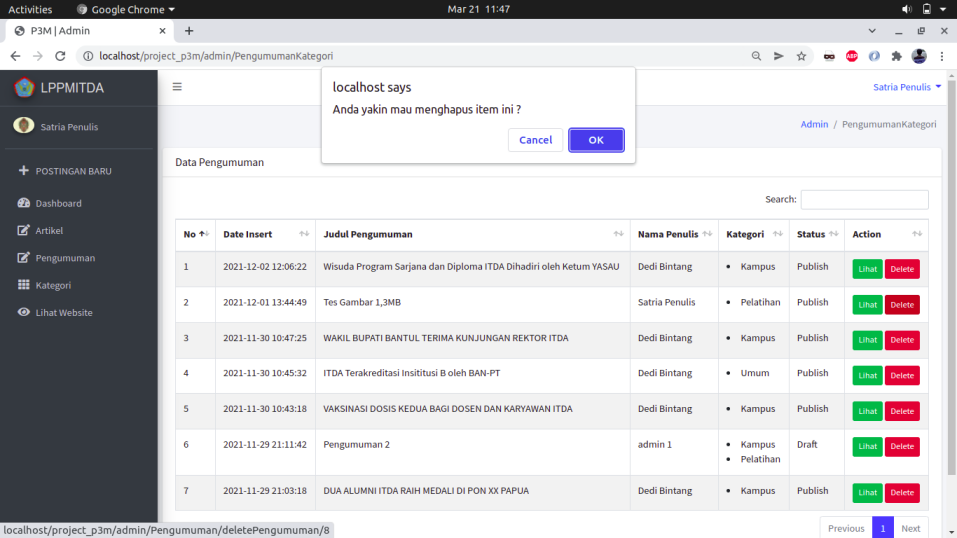 Activities Google Chrome Mar 21 11:47
P3M | Admin
localhost/project_p3m/admin/PengumumanKategori
ABP
LPPMITDA
Satria Penulis
localhost says
Anda yakin mau menghapus item ini ?
Cancel OK
Satria Penulis
Admin / PengumumanKategori
POSTINGAN BARU
Dashboard
Artikel
Pengumuman
Kategori
Lihat Website
Data Pengumuman
Search:
No Date Insert Judul Pengumuman Nama Penulis Kategori Status Action
1 2021-12-02 12:06:22 Wisuda Program Sarjana dan Diploma ITDA Dihadiri oleh Ketum YASAU Dedi Bintang • Kampus Publish Lihat Delete
2 2021-12-01 13:44:49 Tes Gambar 1,3MB Satria Penulis • Pelatihan Publish Lihat Delete
3 2021-11-30 10:47:25 WAKIL BUPATI BANTUL TERIMA KUNJUNGAN REKTOR ITDA Dedi Bintang • Kampus Publish Lihat Delete
4 2021-11-30 10:45:32 ITDA Terakreditasi Insititusi B oleh BAN-PT Dedi Bintang • Umum Publish Lihat Delete
5 2021-11-30 10:43:18 VAKSINASI DOSIS KEDUA BAGI DOSEN DAN KARYAWAN ITDA Dedi Bintang • Kampus Publish Lihat Delete
6 2021-11-29 21:11:42 Pengumuman 2 admin 1 • Kampus Draft Lihat Delete
• Pelatihan
7 2021-11-29 21:03:18 DUA ALUMNI ITDA RAIH MEDALI DI PON XX PAPUA Dedi Bintang • Kampus Publish Lihat Delete
Previous 1 Next
localhost/project_p3m/admin/Pengumuman/deletePengumuman/8